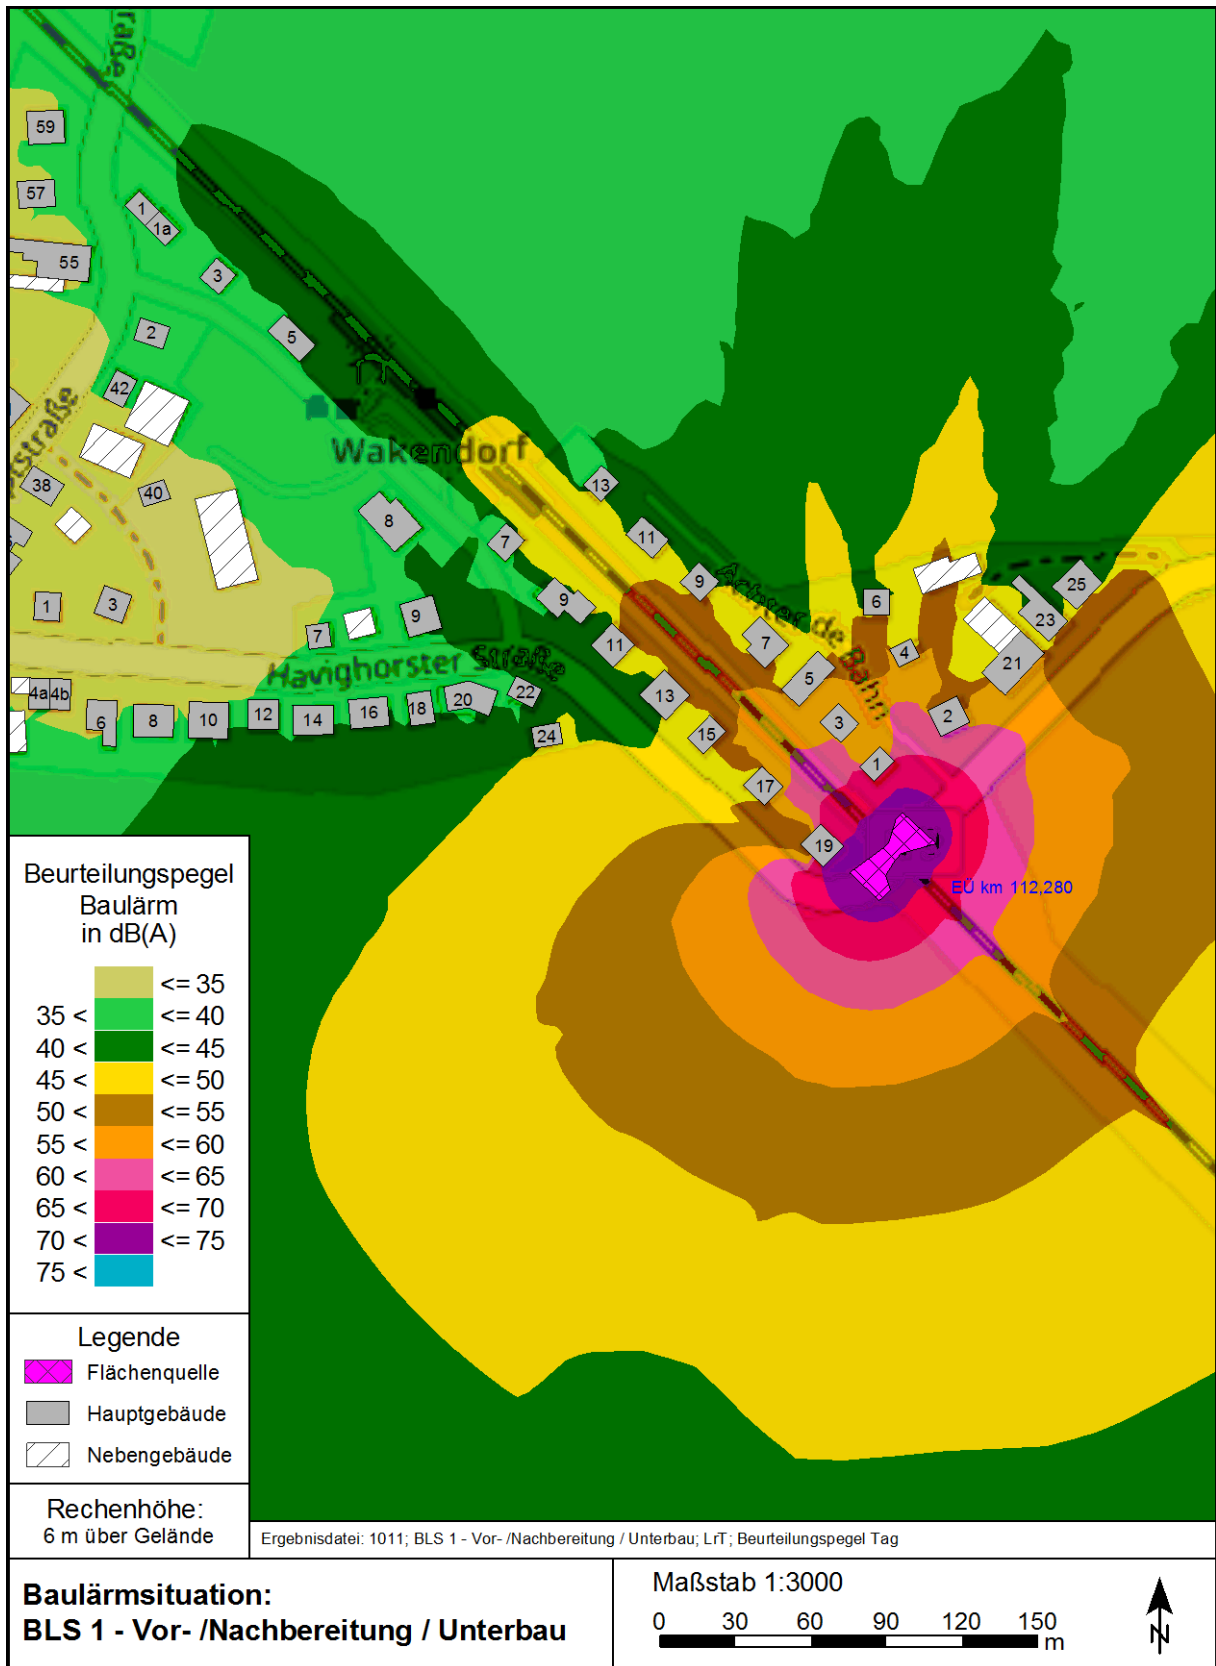 raße
59
57
1
1a
55
3
2
5
42
tstraße
Wakendorf
38
40
8
7
13
11
9
Achter de Bahn
6
25
23
7
4
21
5
9
11
1
3
7
9
Havighorster Straße
13
3
2
15
1
4a
4b
6
8
10
12
14
16
18
20
22
24
17
19
EÜ km 112,280
Beurteilungspegel
Baulärm
in dB(A)
<= 35
35 < <= 40
40 < <= 45
45 < <= 50
50 < <= 55
55 < <= 60
60 < <= 65
65 < <= 70
70 < <= 75
75 <
Legende
Flächenquelle
Hauptgebäude
Nebengebäude
Rechenhöhe:
6 m über Gelände
Ergebnisdatei: 1011; BLS 1 - Vor- /Nachbereitung / Unterbau; LrT; Beurteilungspegel Tag
Baulärmsituation:
BLS 1 - Vor- /Nachbereitung / Unterbau
Maßstab 1:3000
0 30 60 90 120 150
m
N